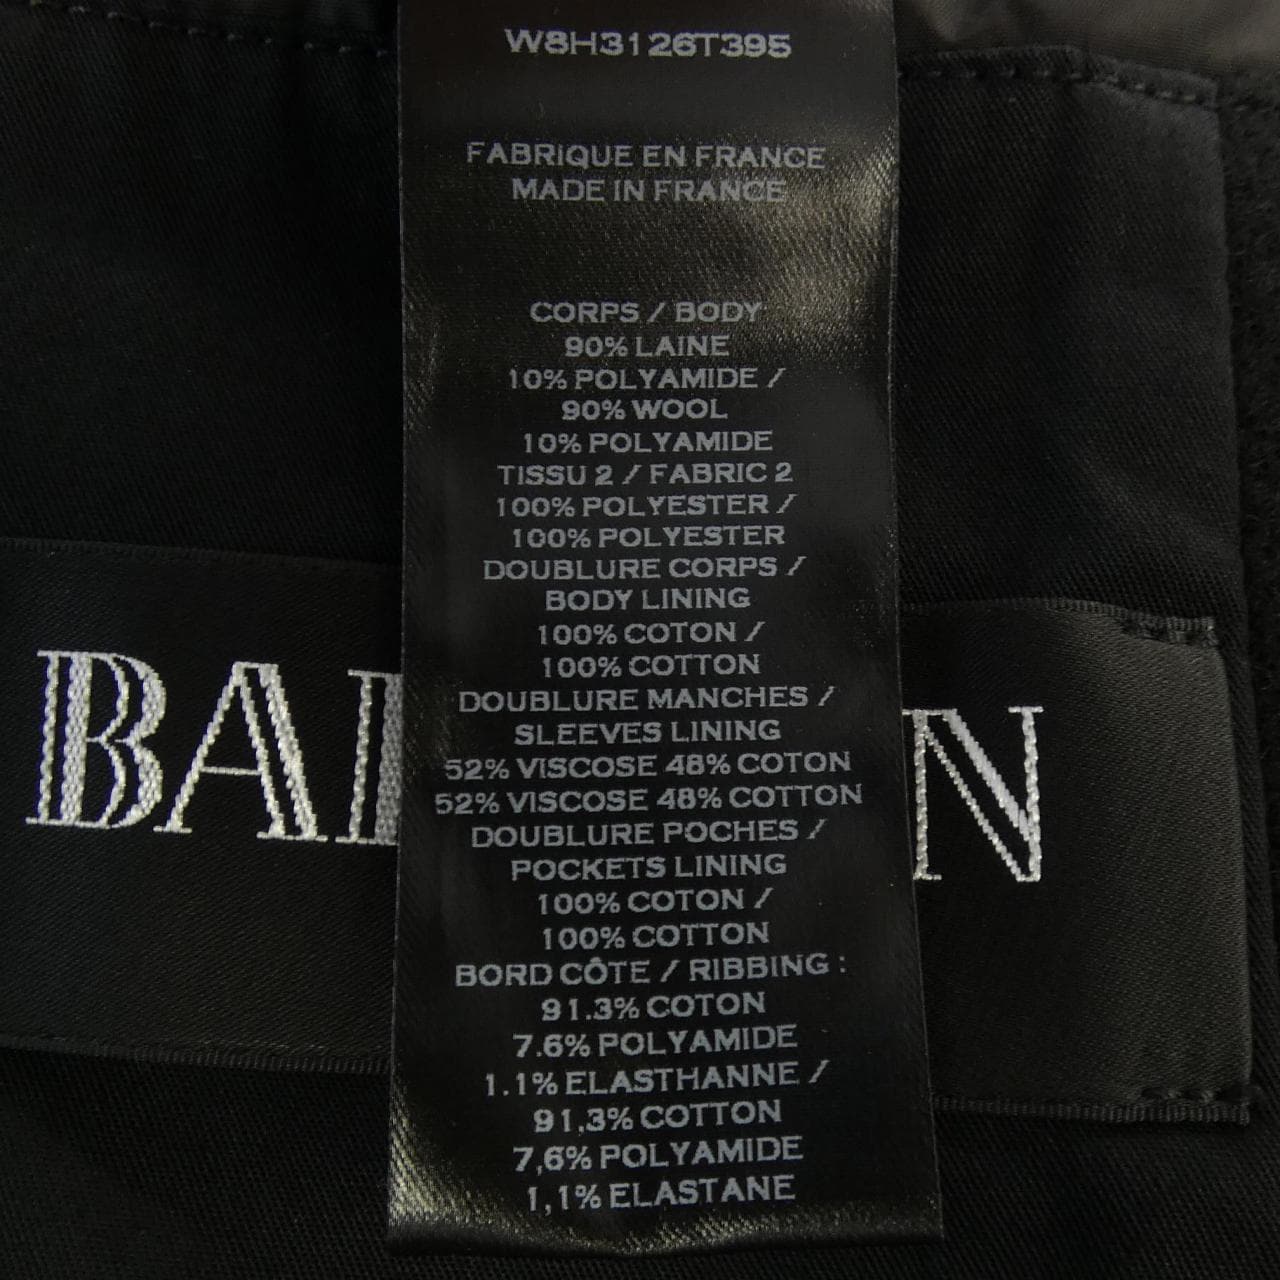 W8H3126T395
FABRIQUE EN FRANCE
MADE IN FRANCE
CORPS / BODY
90% LAINE
10% POLYAMIDE /
90% WOOL
10% POLYAMIDE
TISSU 2 / FABRIC 2
100% POLYESTER /
100% POLYESTER
DOUBLURE CORPS /
BODY LINING
100% COTON /
100% COTTON
DOUBLURE MANCHES /
SLEEVES LINING
52% VISCOSE 48% COTON
52% VISCOSE 48% COTTON
DOUBLURE POCHES /
POCKETS LINING
100% COTON /
100% COTTON
BORD CÔTE / RIBBING :
91.3% COTON
7.6% POLYAMIDE
1.1% ELASTHANNE /
91,3% COTTON
7,6% POLYAMIDE
1,1% ELASTANE